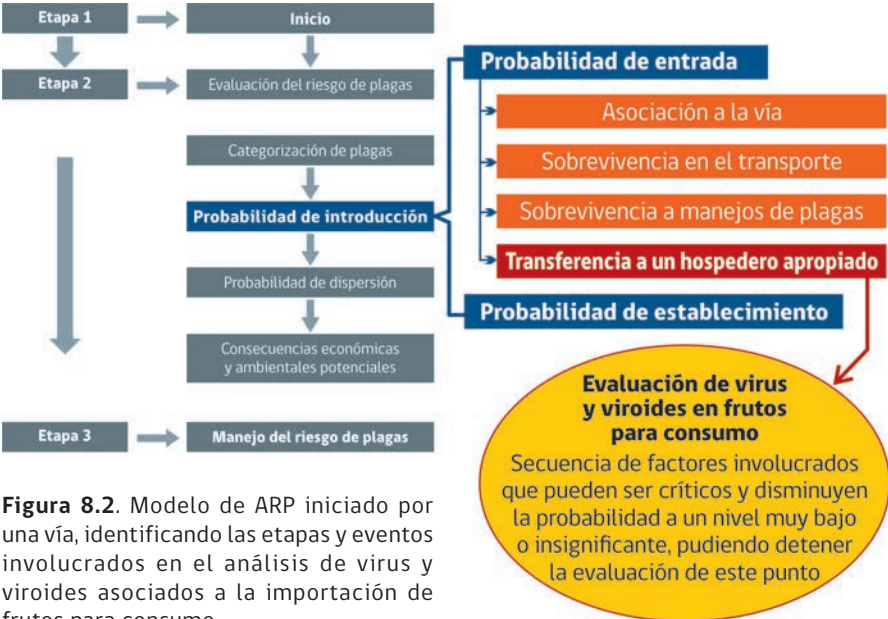 Etapa 1
Inicio
Etapa 2
Evaluación del riesgo de plagas
Categorización de plagas
Probabilidad de introducción
Probabilidad de dispersión
Consecuencias económicas
y ambientales potenciales
Etapa 3
Manejo del riesgo de plagas
Probabilidad de entrada
Asociación a la vía
Sobrevivencia en el transporte
Sobrevivencia a manejos de plagas
Transferencia a un hospedero apropiado
Probabilidad de establecimiento
Evaluación de virus
y viroides en frutos
para consumo
Secuencia de factores involucrados
que pueden ser críticos y disminuyen
la probabilidad a un nivel muy bajo
o insignificante, pudiendo detener
la evaluación de este punto
Figura 8.2. Modelo de ARP iniciado por
una vía, identificando las etapas y eventos
involucrados en el análisis de virus y
viroides asociados a la importación de
frutos para consumo